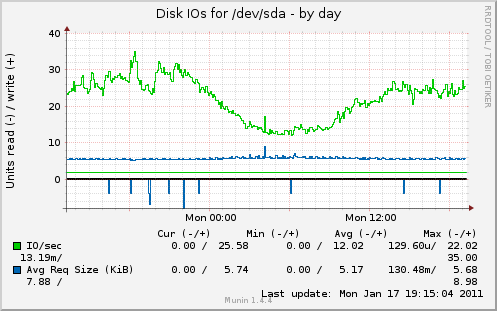 Disk IOs for /dev/sda - by day
RRDTOOL / TOBI OETIKER
Units read (-) / write (+)
40
30
20
10
0
Mon 00:00 Mon 12:00
Cur (-/+) Min (-/+) Avg (-/+) Max (-/+)
IO/sec 0.00 / 25.58 0.00 / 12.02 129.60u/ 22.02
13.19m/ 35.00
Avg Req Size (KiB) 0.00 / 5.74 0.00 / 5.17 130.48m/ 5.68
7.88 / 8.98
Last update: Mon Jan 17 19:15:04 2011
Munin 1.4.4